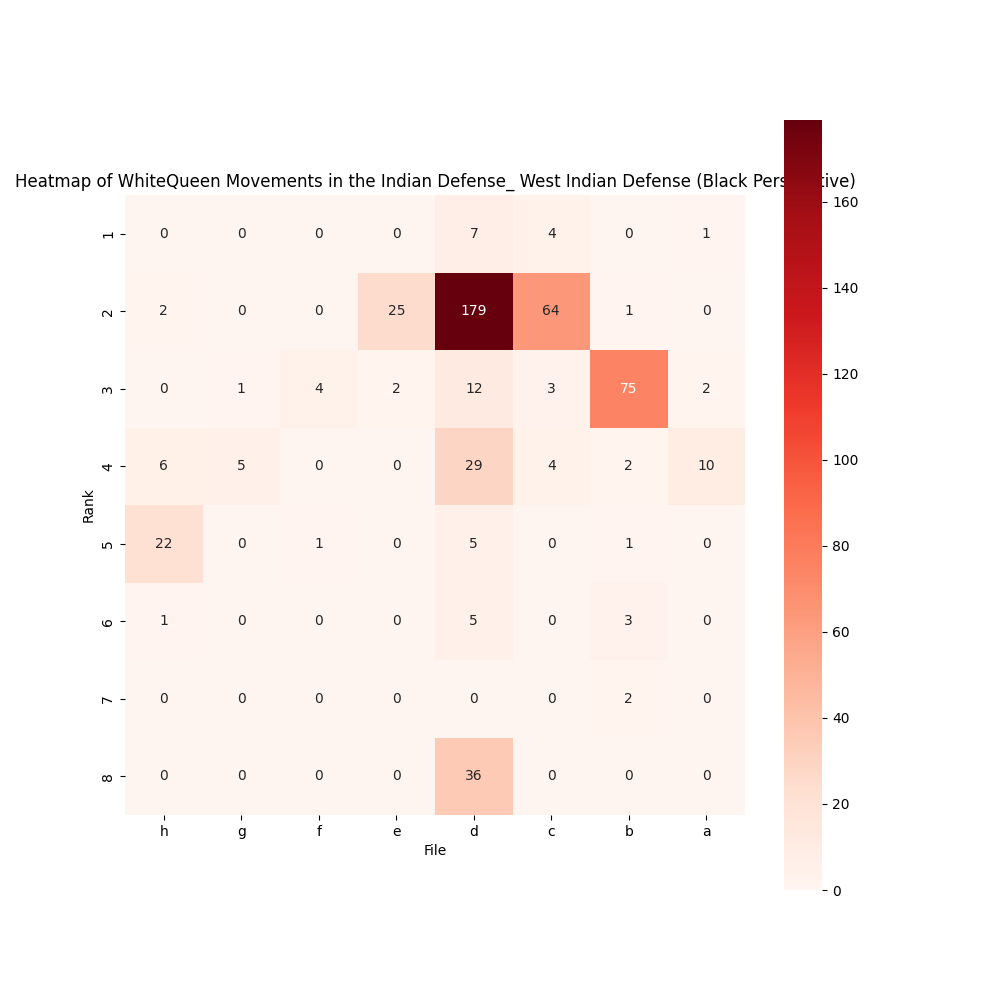 Heatmap of WhiteQueen Movements in the Indian Defense_ West Indian Defense (Black Pers tive)
1 0 0 0 0 7 4 0 1
2 2 0 0 25 179 64 1 0
3 0 1 4 2 12 3 75 2
4 6 5 0 0 29 4 2 10
5 22 0 1 0 5 0 1 0
6 1 0 0 0 5 0 3 0
7 0 0 0 0 0 0 2 0
8 0 0 0 0 36 0 0 0
Rank
h g f e d c b a
File
160
140
120
100
80
60
40
20
0